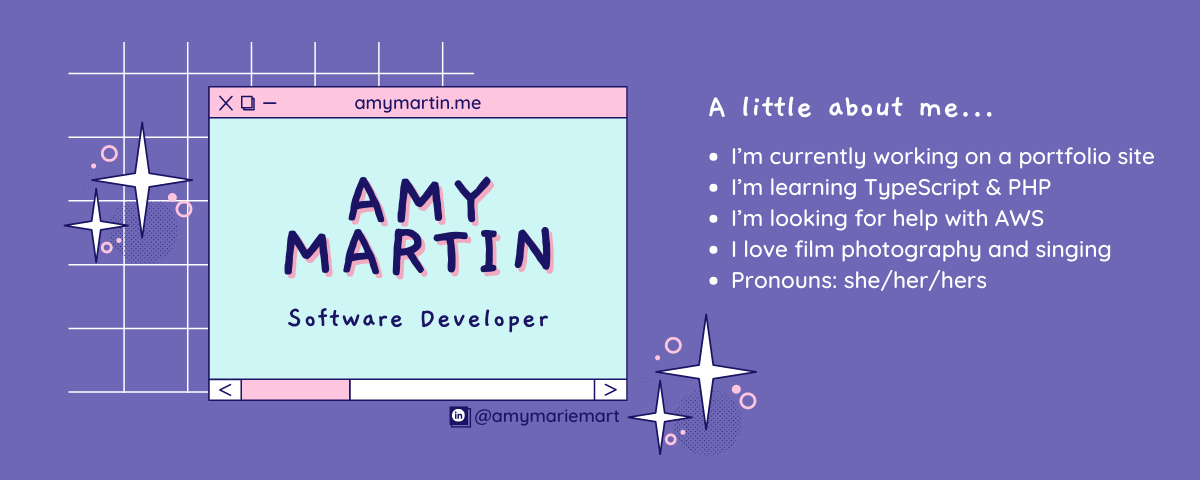 amymartin.me
AMY
MARTIN
Software Developer
in @amymariemart
A little about me...
• I’m currently working on a portfolio site
• I’m learning TypeScript & PHP
• I’m looking for help with AWS
• I love film photography and singing
• Pronouns: she/her/hers